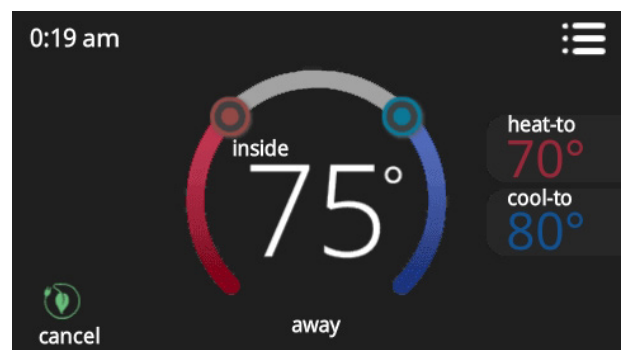 0:19 am
inside
75°
heat-to
70°
cool-to
80°
cancel
away